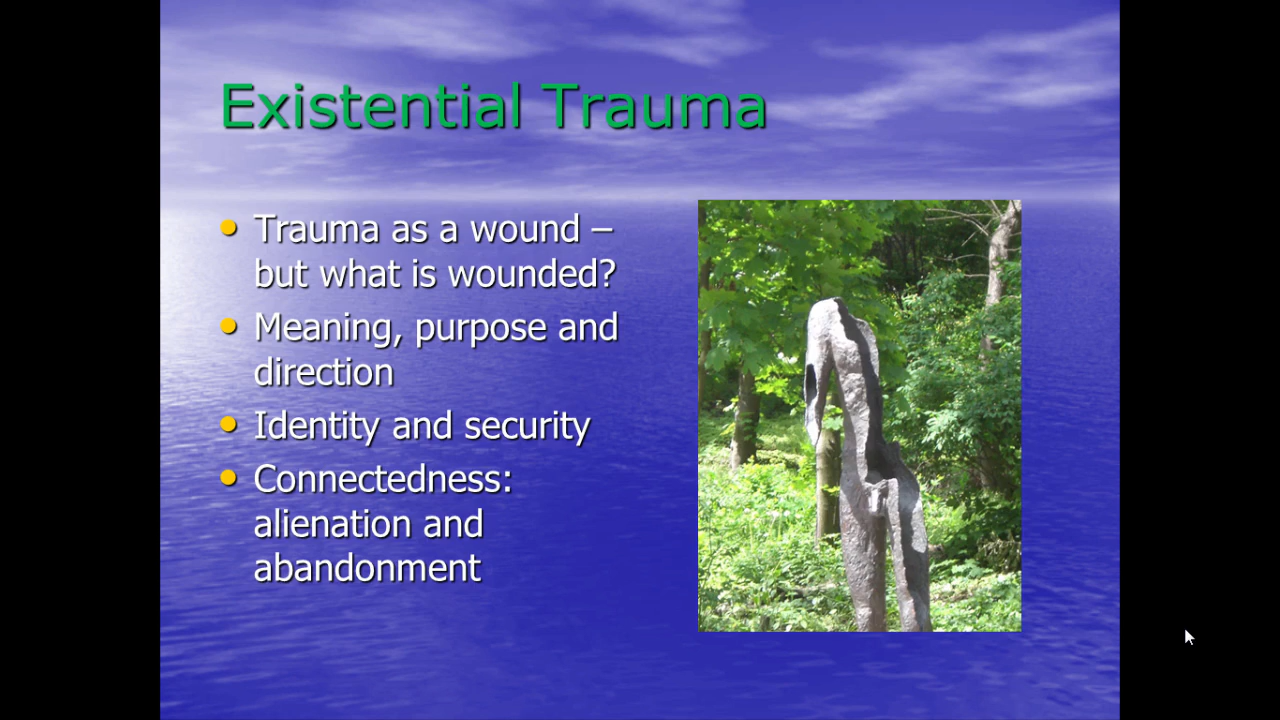 Existential Trauma
Trauma as a wound –
but what is wounded?
Meaning, purpose and
direction
Identity and security
Connectedness:
alienation and
abandonment